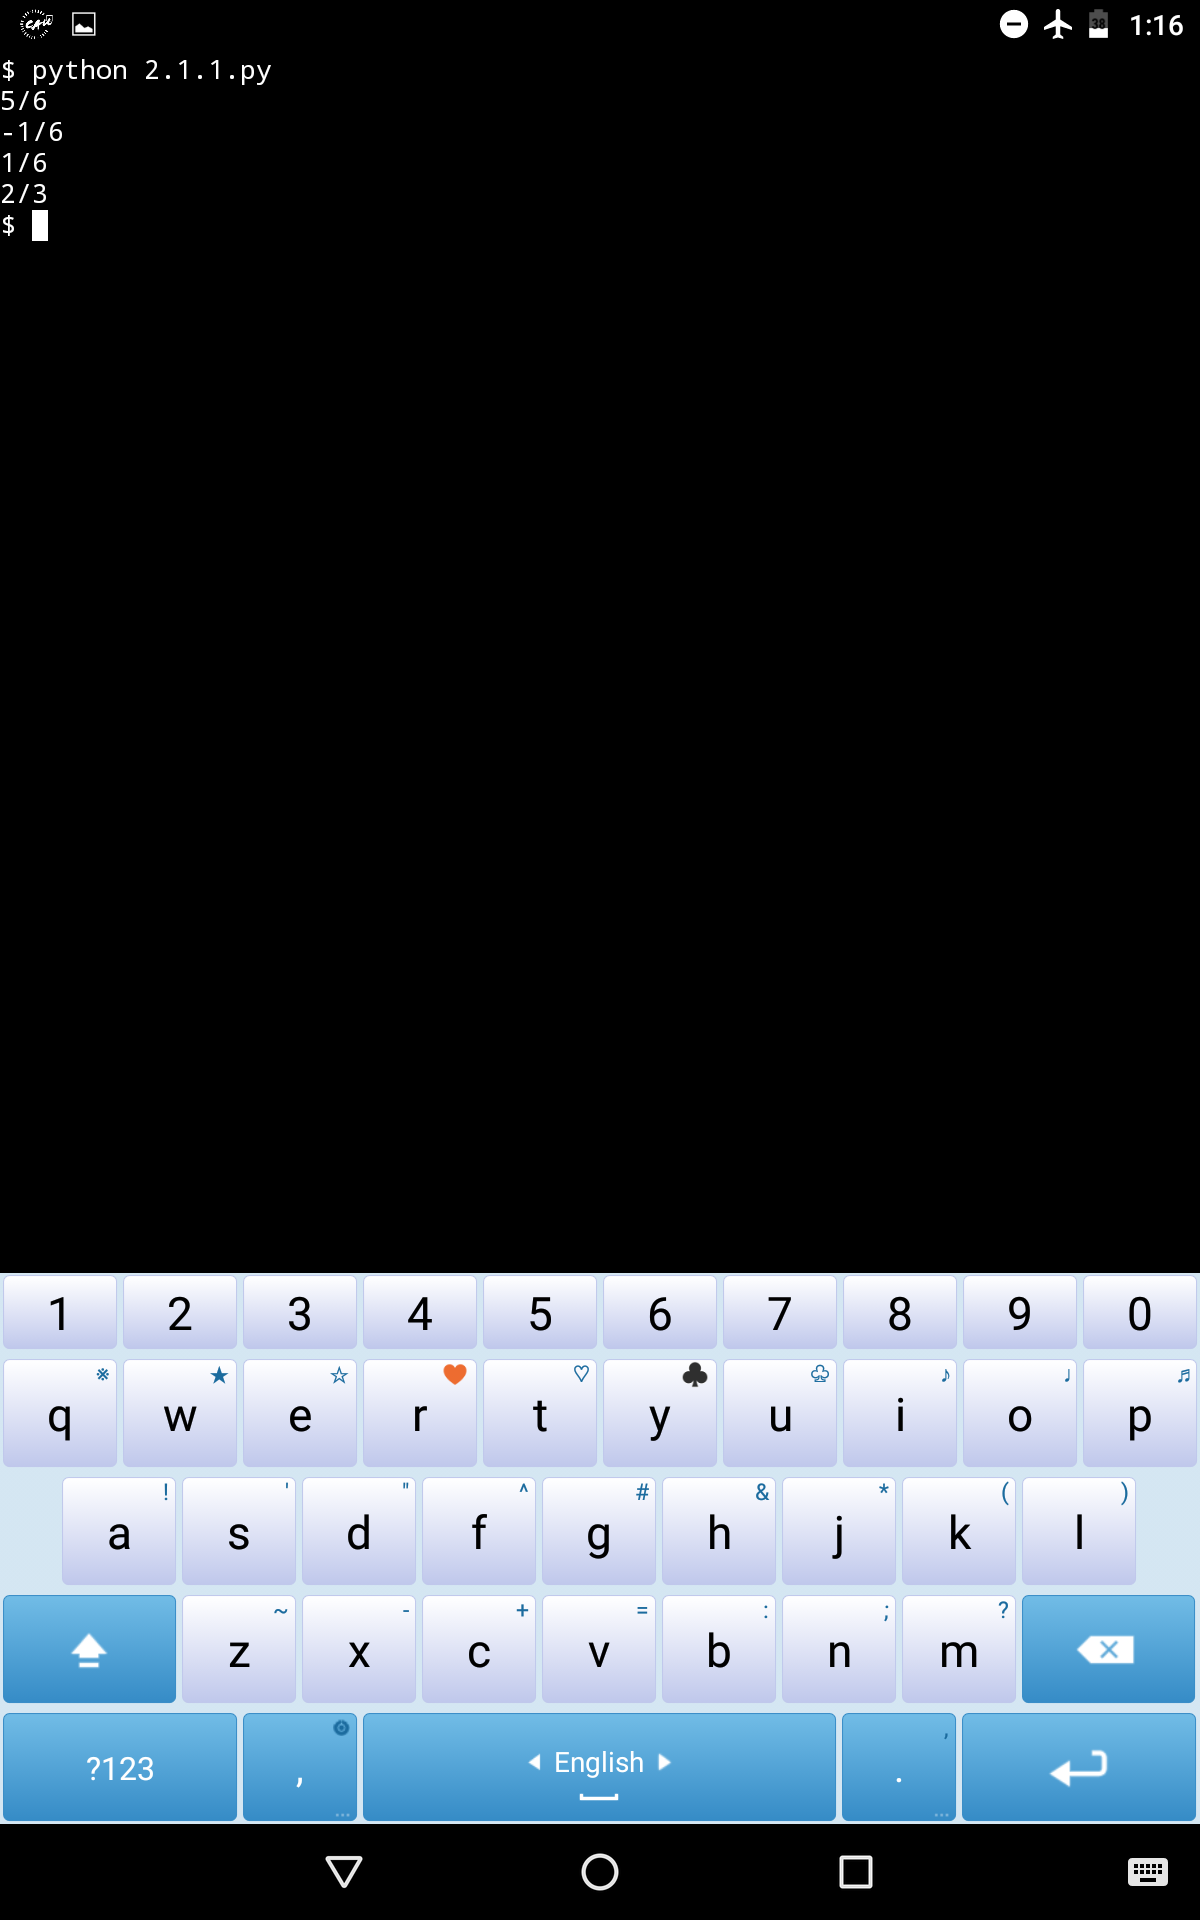 38 1:16
$ python 2.1.1.py
5/6
-1/6
1/6
2/3
$
1 2 3 4 5 6 7 8 9 0
※ ★ ☆ ♥ ♡ ♣ ♧ ♪ ♩ ♬
q w e r t y u i o p
! ' " ^ # & * ( )
a s d f g h j k l
~ - + = : ; ?
z x c v b n m
?123 , English . ,